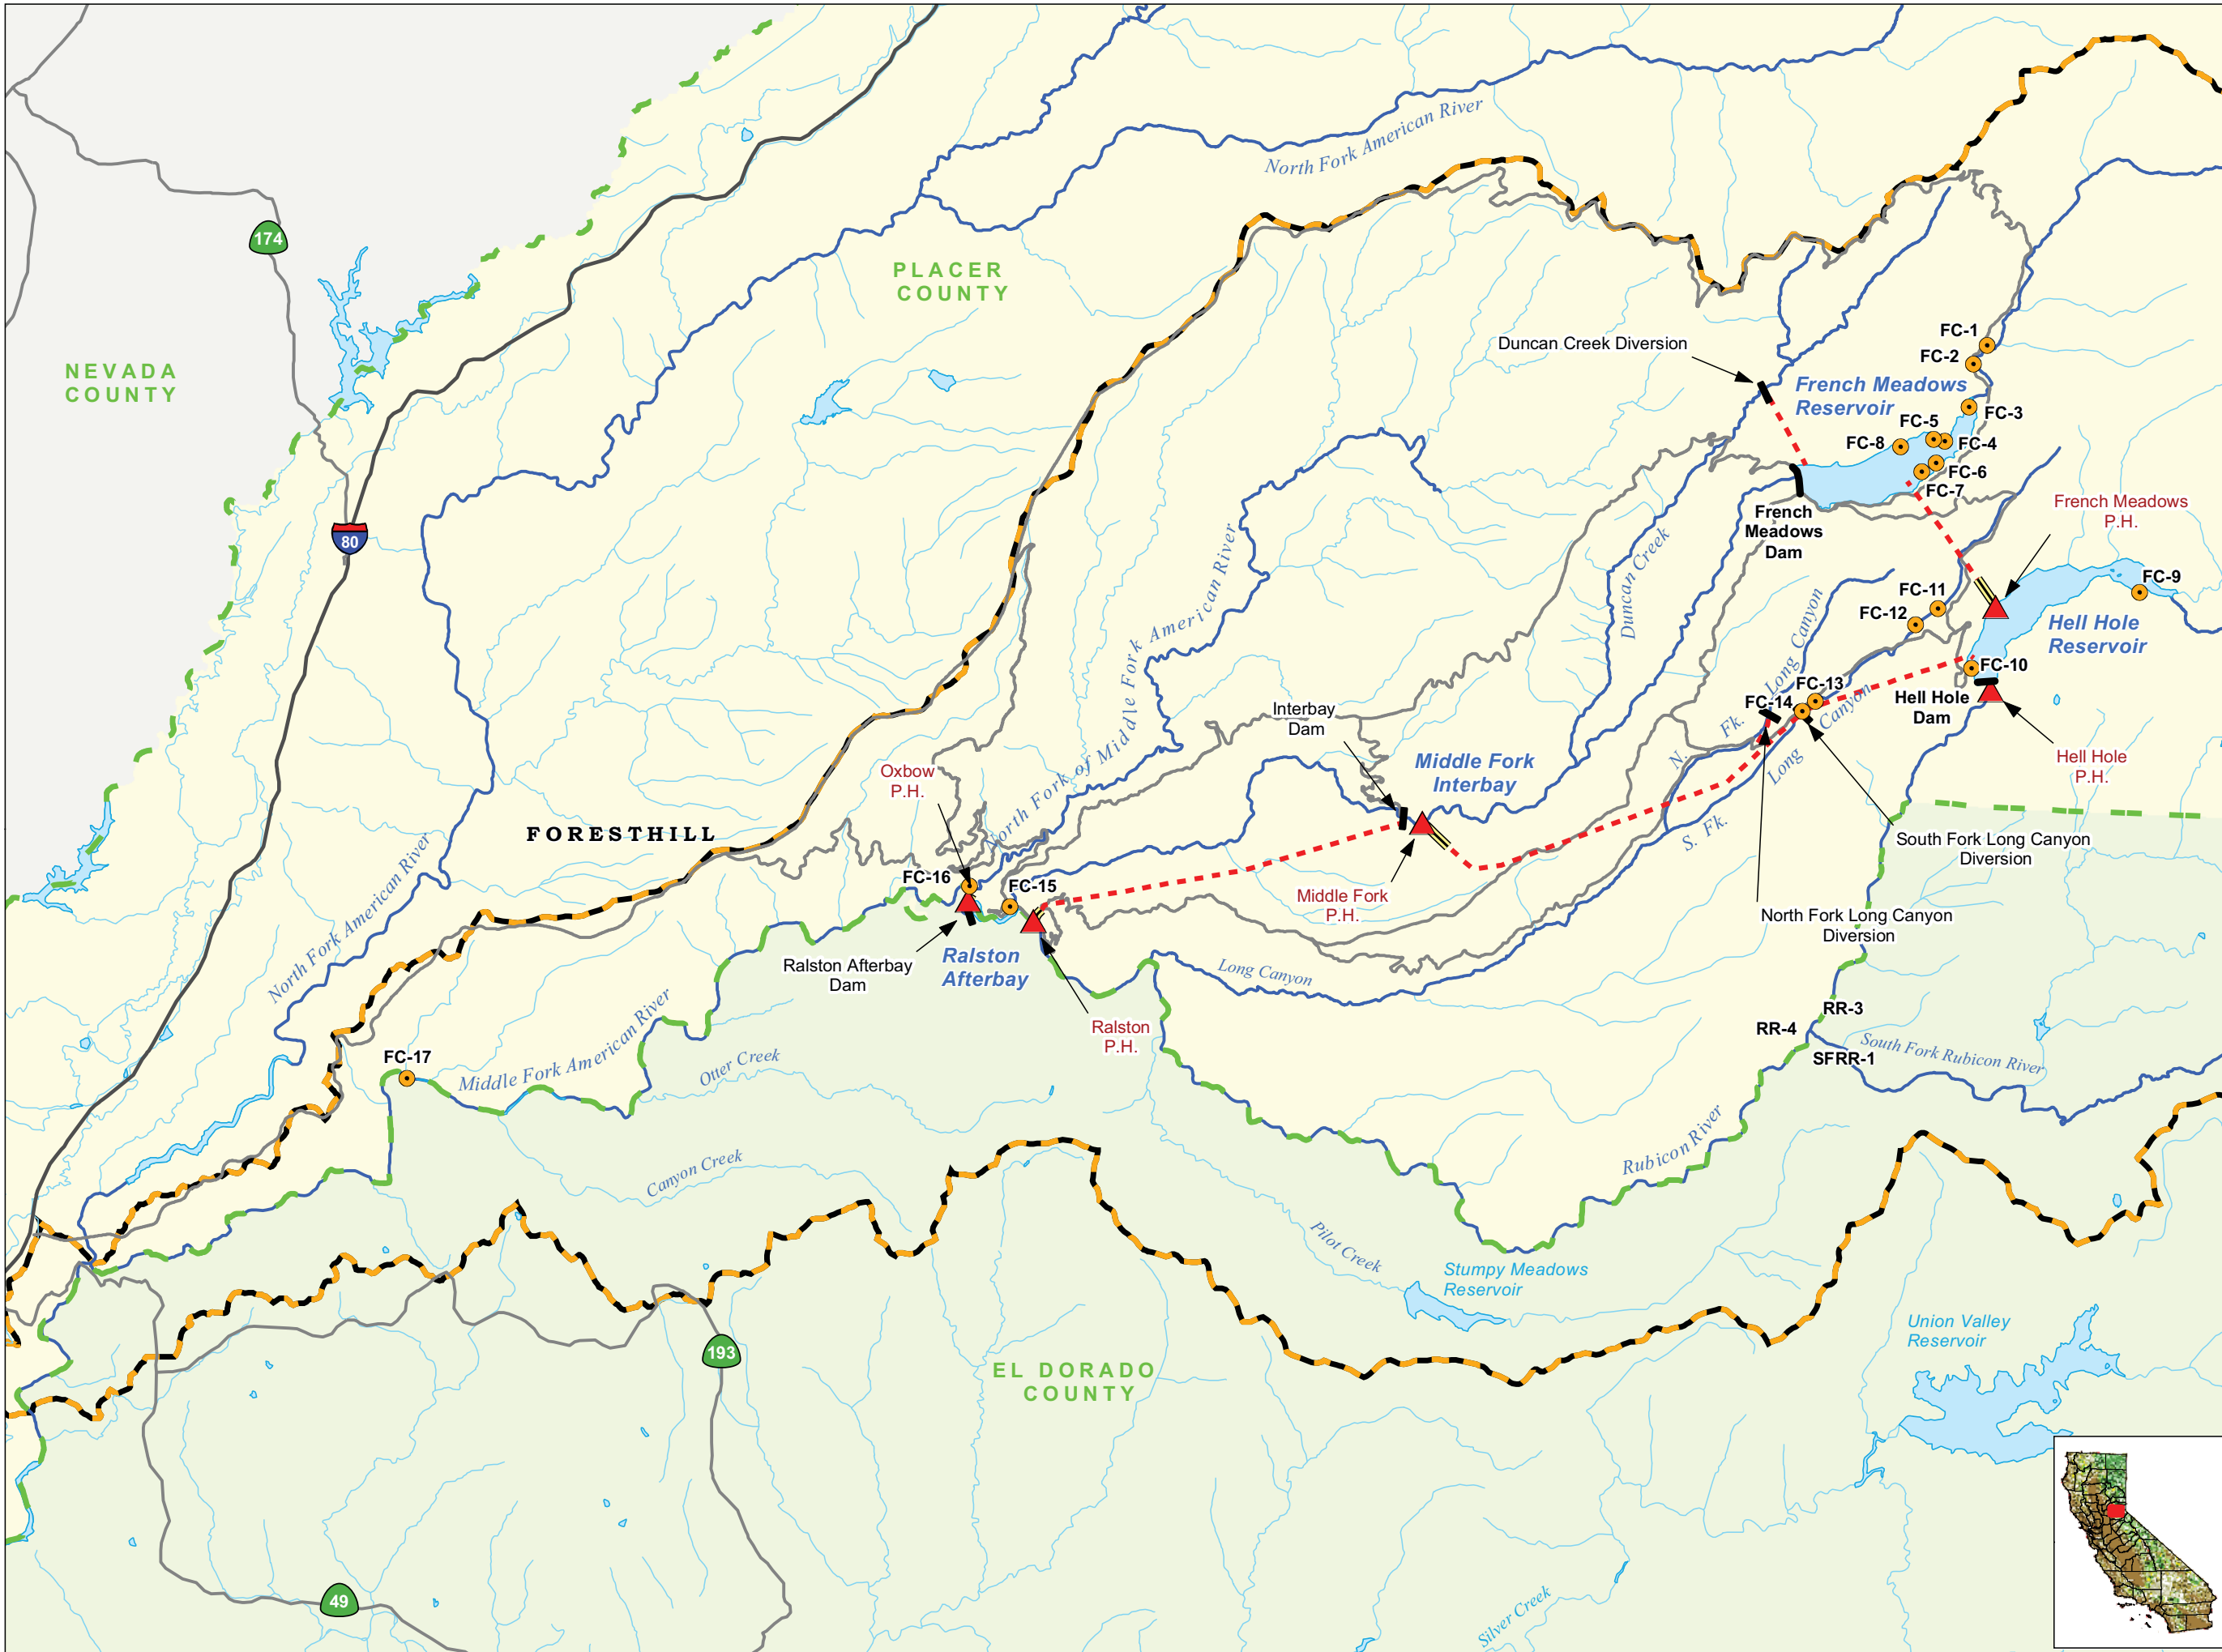 North Fork American River
174
PLACER
COUNTY
NEVADA
COUNTY
Duncan Creek Diversion
FC-1
FC-2
French Meadows
Reservoir
FC-3
FC-5
FC-8
FC-4
FC-6
FC-7
French
Meadows
Dam
French Meadows
P.H.
80
North Fork of Middle Fork American River
Duncan Creek
FC-9
FC-11
FC-12
Hell Hole
Reservoir
N. Fk. Long Canyon
FC-10
FC-13
FC-14
Hell Hole
Dam
S. Fk. Long Canyon
Interbay
Dam
Middle Fork
Interbay
Hell Hole
P.H.
Oxbow
P.H.
FORESTHILL
South Fork Long Canyon
Diversion
FC-16
FC-15
Middle Fork
P.H.
North Fork Long Canyon
Diversion
North Fork American River
Ralston Afterbay
Dam
Ralston
Afterbay
Long Canyon
RR-3
RR-4
SFRR-1
South Fork Rubicon River
Ralston
P.H.
FC-17
Middle Fork American River
Otter Creek
Rubicon River
Canyon Creek
Pilot Creek
Stumpy Meadows
Reservoir
Union Valley
Reservoir
193
EL DORADO
COUNTY
49
Silver Creek